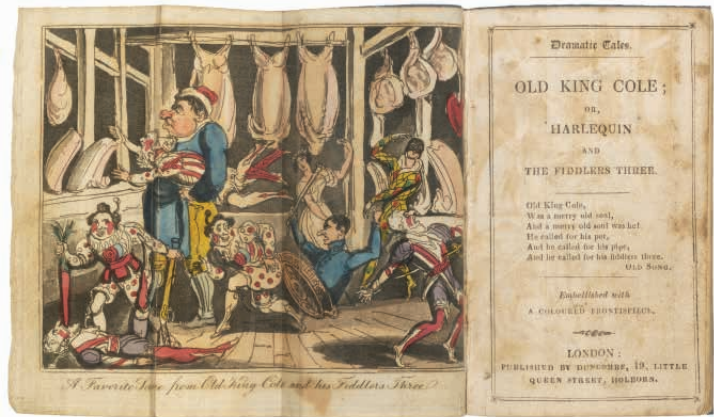 A Favorite Scene from Old King Cole and his Fiddlers Three
Dramatic Tales.
OLD KING COLE;
OR,
HARLEQUIN
AND
THE FIDDLERS THREE.
Old King Cole,
Was a merry old soul,
And a merry old soul was he!
He called for his pot,
And he called for his pipe,
And he called for his fiddlers three.
OLD SONG.
Embellished with
A COLOURED FRONTISPIECE.
LONDON:
PUBLISHED BY DUNCOMBE, 19, LITTLE
QUEEN STREET, HOLBORN.